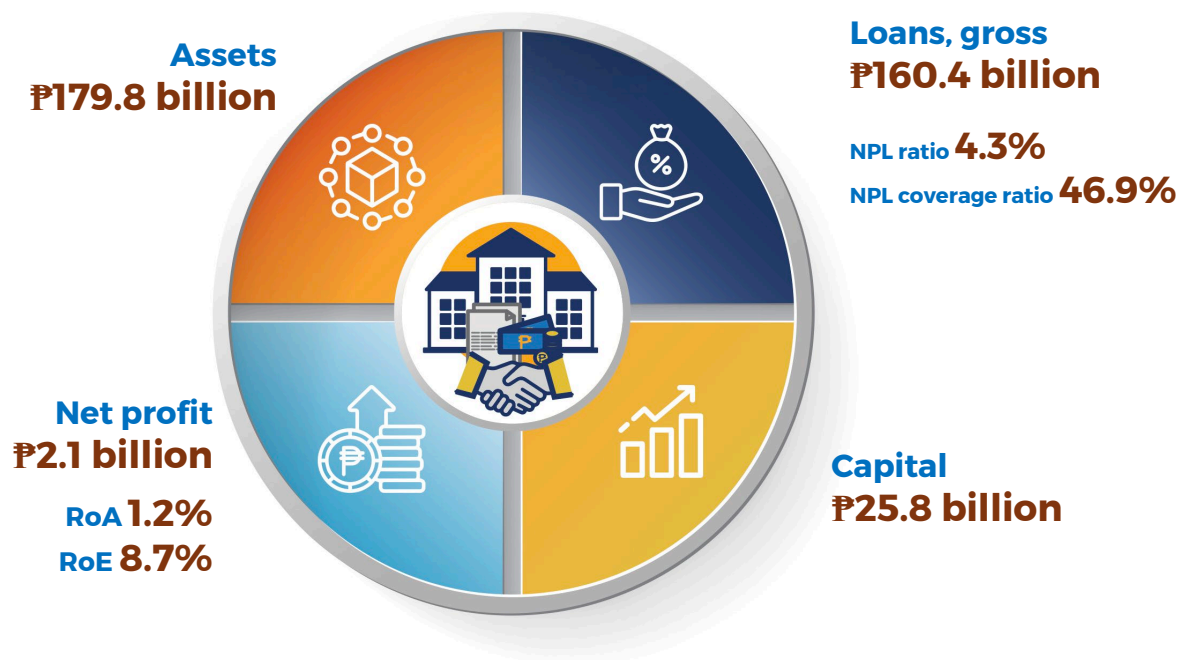 Assets
₱179.8 billion
Loans, gross
₱160.4 billion
NPL ratio 4.3%
NPL coverage ratio 46.9%
%
₱
₱
₱
Net profit
₱2.1 billion
RoA 1.2%
RoE 8.7%
Capital
₱25.8 billion